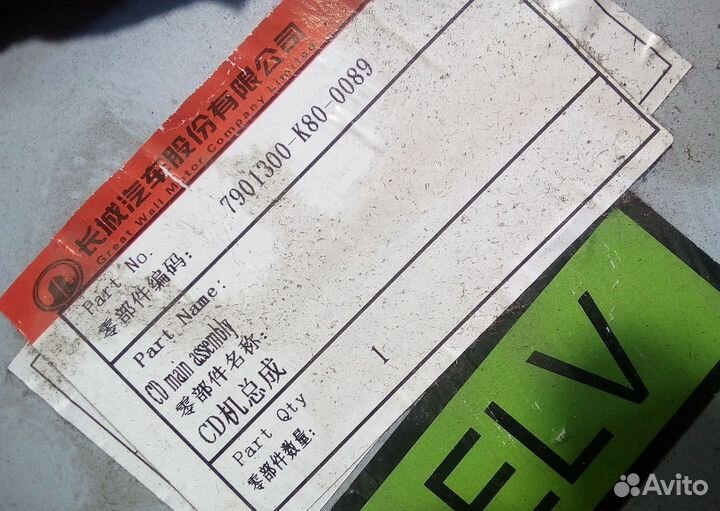 长城汽车股份有限公司
Great Wall Motor Company Limited
Part No.
零部件编码:
7901300-K80-0089
Part Name:
CD main assembly
零部件名称:
CD机总成
Part Qty
零部件数量:
1
ELV
Avito